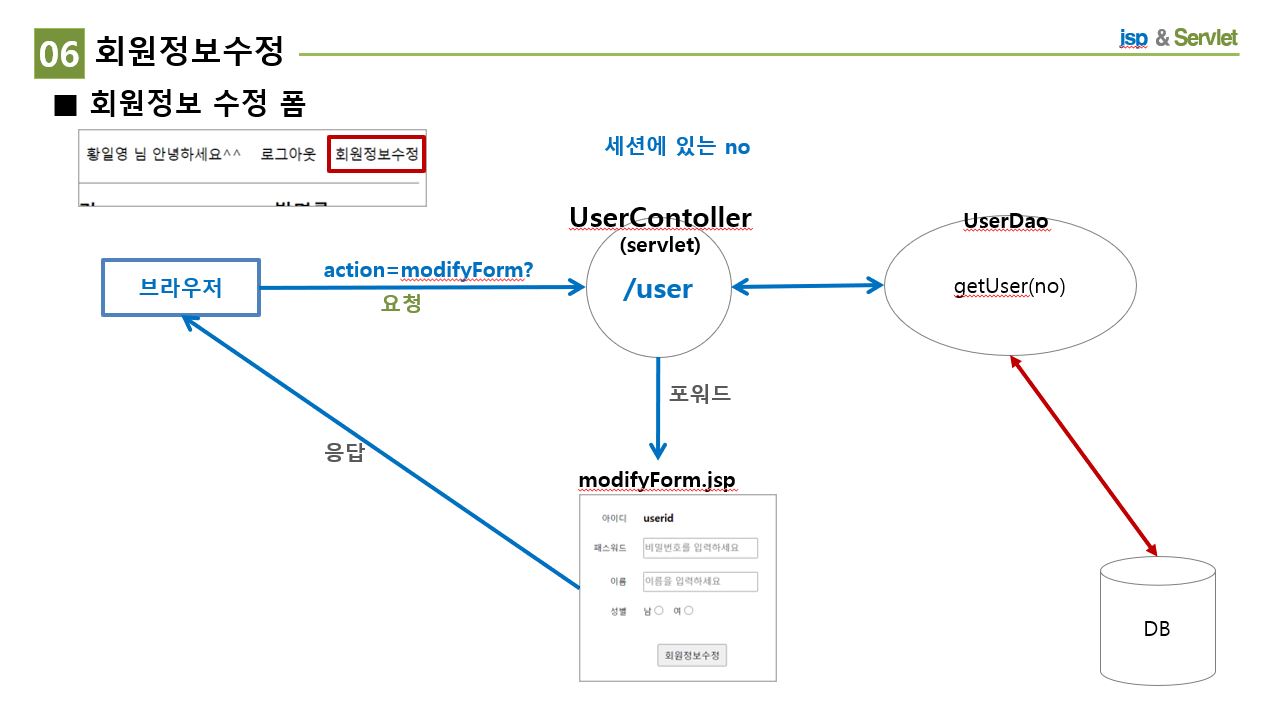 06 회원정보수정
jsp & Servlet
■ 회원정보 수정 폼
황일영 님 안녕하세요^^ 로그아웃 회원정보수정
세션에 있는 no
UserContoller
(servlet)
/user
UserDao
getUser(no)
브라우저
action=modifyForm?
요청
포워드
응답
modifyForm.jsp
아이디 userid
패스워드 비밀번호를 입력하세요
이름 이름을 입력하세요
성별 남 여
회원정보수정
DB